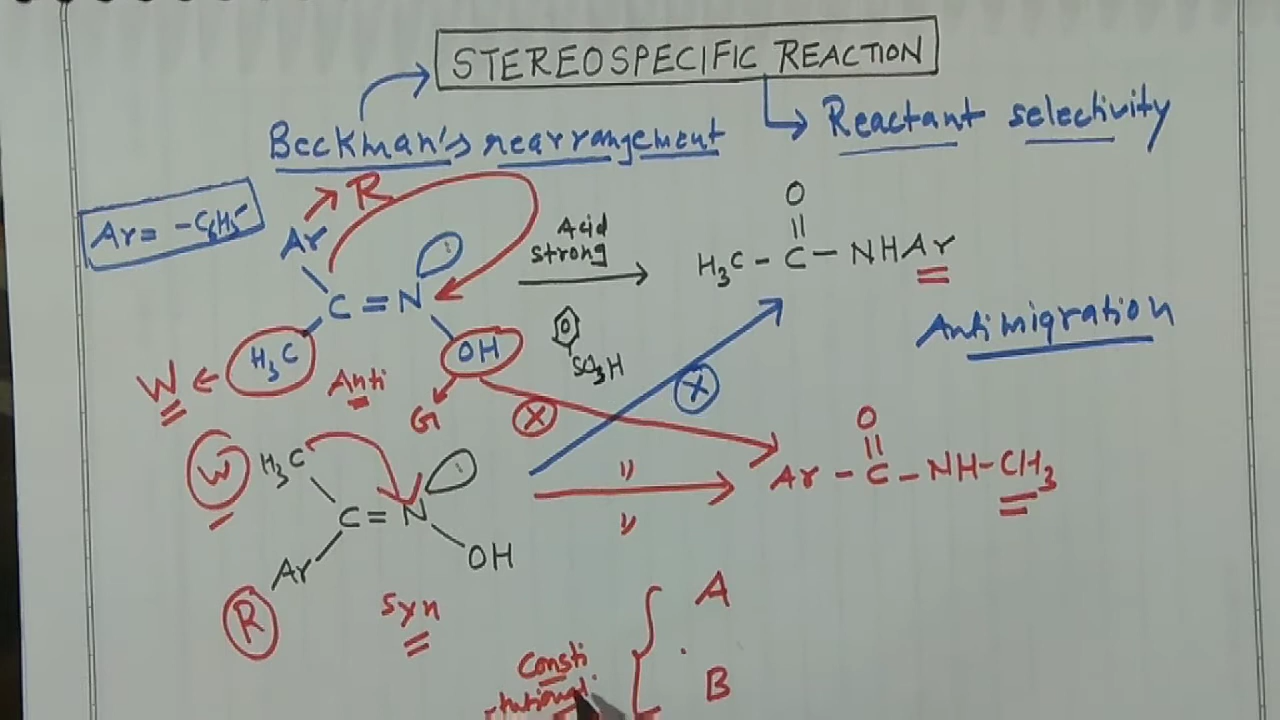 STEREOSPECIFIC REACTION
Beckman's rearrangement
Reactant selectivity
Ar = -C6H5
R
Ar
C = N
H3C
OH
W
Anti
G
Acid
strong
SO3H
O
H3C - C - NHAr
Antimigration
X
X
W
H3C
C = N
Ar
OH
R
Syn
O
Ar - C - NH - CH3
A
B
Consti
-tutional